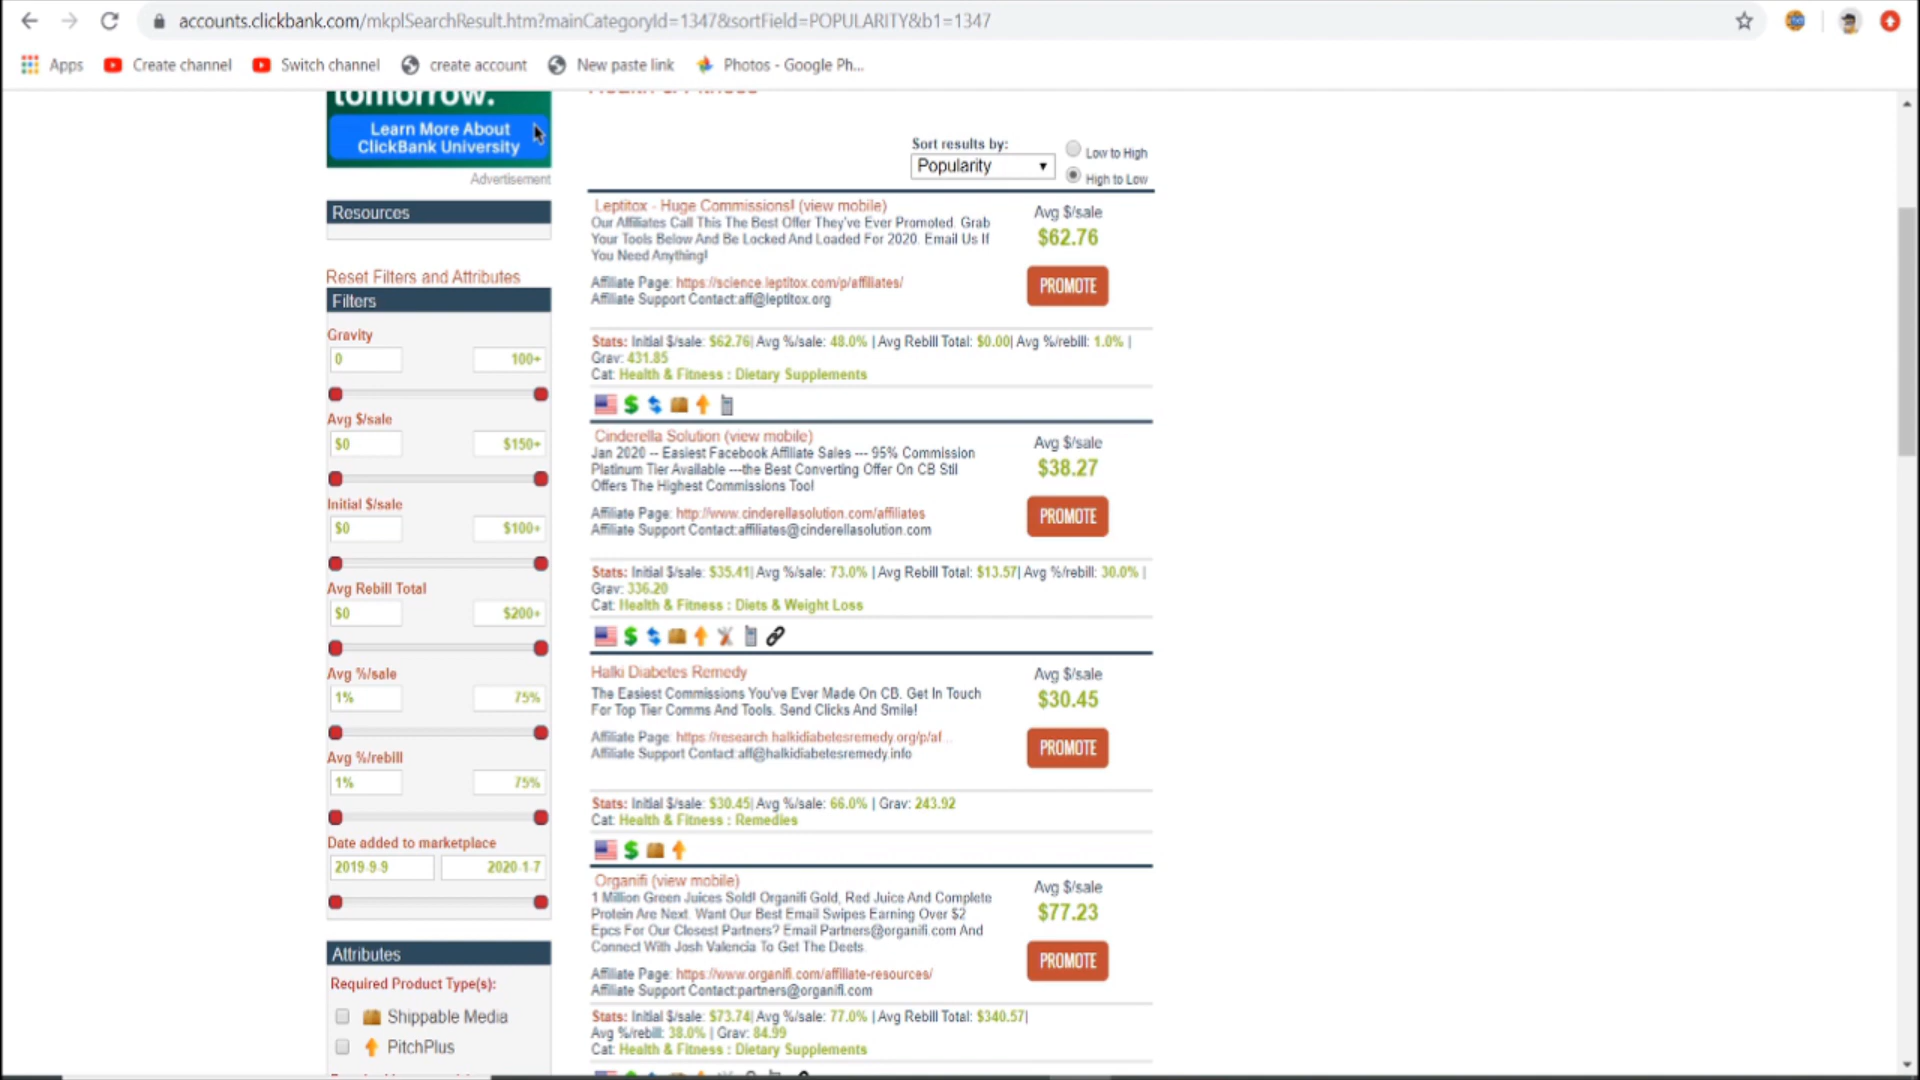 accounts.clickbank.com/mkplSearchResult.htm?mainCategoryId=1347&sortField=POPULARITY&b1=1347
Apps Create channel Switch channel create account New paste link Photos - Google Ph...
tomorrow.
Learn More About
ClickBank University
Advertisement
Resources
Reset Filters and Attributes
Filters
Gravity
0 100+
Avg $/sale
$0 $150+
Initial $/sale
$0 $100+
Avg Rebill Total
$0 $200+
Avg %/sale
1% 75%
Avg %/rebill
1% 75%
Date added to marketplace
2019-9-9 2020-1-7
Attributes
Required Product Type(s):
Shippable Media
PitchPlus
Health & Fitness
Sort results by:
Popularity
Low to High
High to Low
Leptitox - Huge Commissions! (view mobile)
Our Affiliates Call This The Best Offer They've Ever Promoted. Grab
Your Tools Below And Be Locked And Loaded For 2020. Email Us If
You Need Anything!
Avg $/sale
$62.76
PROMOTE
Affiliate Page: https://science.leptitox.com/p/affiliates/
Affiliate Support Contact:aff@leptitox.org
Stats: Initial $/sale: $62.76| Avg %/sale: 48.0% | Avg Rebill Total: $0.00| Avg %/rebill: 1.0% |
Grav: 431.85
Cat: Health & Fitness : Dietary Supplements
Cinderella Solution (view mobile)
Jan 2020 -- Easiest Facebook Affiliate Sales --- 95% Commission
Platinum Tier Available ---the Best Converting Offer On CB Still
Offers The Highest Commissions Too!
Avg $/sale
$38.27
PROMOTE
Affiliate Page: http://www.cinderellasolution.com/affiliates
Affiliate Support Contact:affiliates@cinderellasolution.com
Stats: Initial $/sale: $35.41| Avg %/sale: 73.0% | Avg Rebill Total: $13.57| Avg %/rebill: 30.0% |
Grav: 336.20
Cat: Health & Fitness : Diets & Weight Loss
Halki Diabetes Remedy
The Easiest Commissions You've Ever Made On CB. Get In Touch
For Top Tier Comms And Tools. Send Clicks And Smile!
Avg $/sale
$30.45
PROMOTE
Affiliate Page: https://research.halkidiabetesremedy.org/p/af...
Affiliate Support Contact:aff@halkidiabetesremedy.info
Stats: Initial $/sale: $30.45| Avg %/sale: 66.0% | Grav: 243.92
Cat: Health & Fitness : Remedies
Organifi (view mobile)
1 Million Green Juices Sold! Organifi Gold, Red Juice And Complete
Protein Are Next. Want Our Best Email Swipes Earning Over $2
Epcs For Our Closest Partners? Email Partners@organifi.com And
Connect With Josh Valencia To Get The Deets.
Avg $/sale
$77.23
PROMOTE
Affiliate Page: https://www.organifi.com/affiliate-resources/
Affiliate Support Contact:partners@organifi.com
Stats: Initial $/sale: $73.74| Avg %/sale: 77.0% | Avg Rebill Total: $340.57|
Avg %/rebill: 38.0% | Grav: 84.99
Cat: Health & Fitness : Dietary Supplements